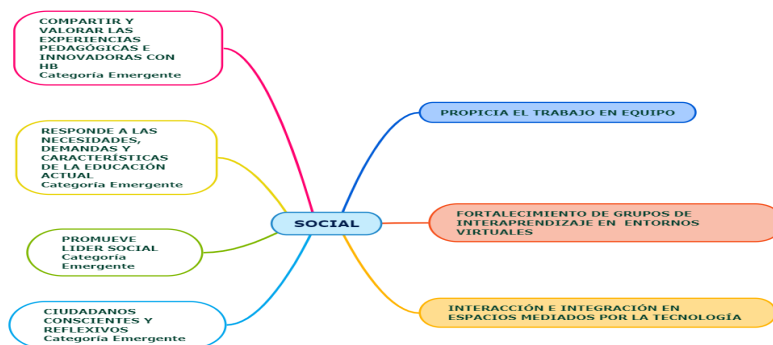 COMPARTIR Y
VALORAR LAS
EXPERIENCIAS
PEDAGÓGICAS E
INNOVADORAS CON
HB
Categoría Emergente
RESPONDE A LAS
NECESIDADES,
DEMANDAS Y
CARACTERÍSTICAS
DE LA EDUCACIÓN
ACTUAL
Categoría Emergente
PROMUEVE
LIDER SOCIAL
Categoría
Emergente
CIUDADANOS
CONSCIENTES Y
REFLEXIVOS
Categoría Emergente
SOCIAL
PROPICIA EL TRABAJO EN EQUIPO
FORTALECIMIENTO DE GRUPOS DE
INTERAPRENDIZAJE EN ENTORNOS
VIRTUALES
INTERACCIÓN E INTEGRACIÓN EN
ESPACIOS MEDIADOS POR LA TECNOLOGÍA